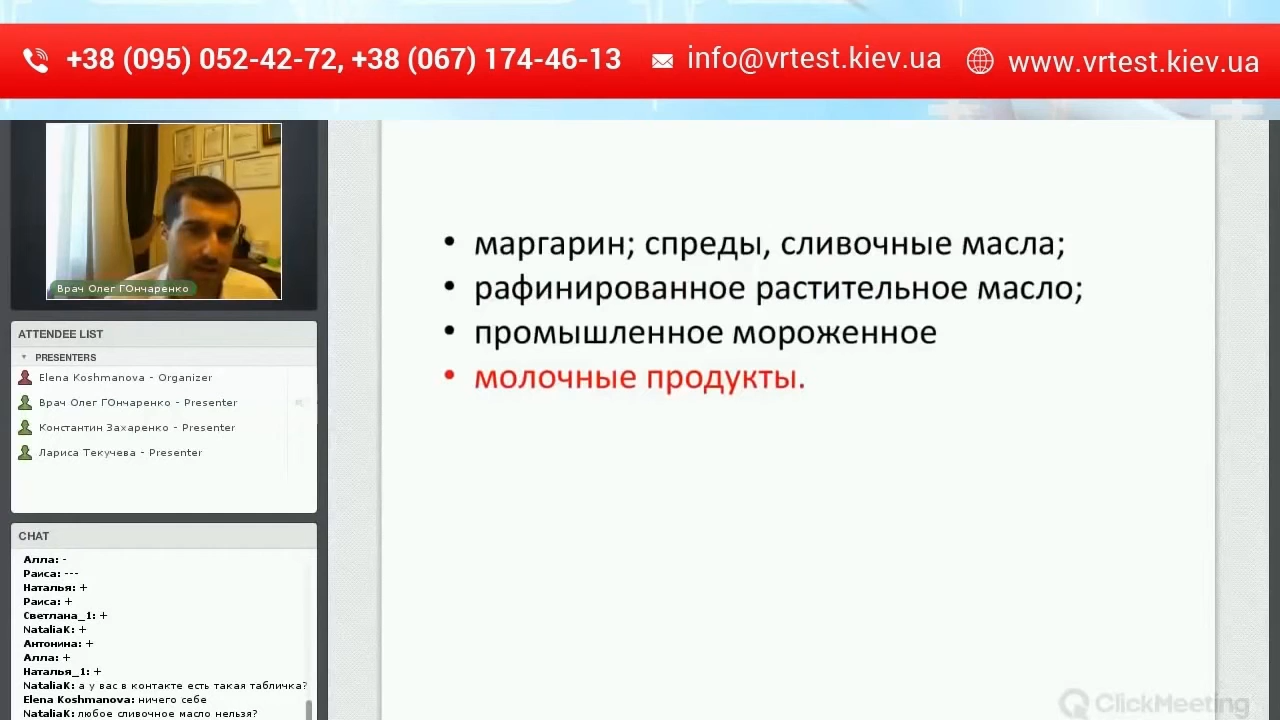 +38 (095) 052-42-72, +38 (067) 174-46-13 info@vrtest.kiev.ua www.vrtest.kiev.ua
Врач Олег ГОнчаренко
ATTENDEE LIST
PRESENTERS
Elena Koshmanova - Organizer
Врач Олег ГОнчаренко - Presenter
Константин Захаренко - Presenter
Лариса Текучева - Presenter
CHAT
Алла: -
Раиса: ---
Наталья: +
Раиса: +
Светлана_1: +
NataliaK: +
Антонина: +
Алла: +
Наталья_1: +
NataliaK: а у вас в контакте есть такая табличка?
Elena Koshmanova: ничего себе
NataliaK: любое сливочное масло нельзя?
• маргарин; спреды, сливочные масла;
• рафинированное растительное масло;
• промышленное мороженное
• молочные продукты.
ClickMeeting